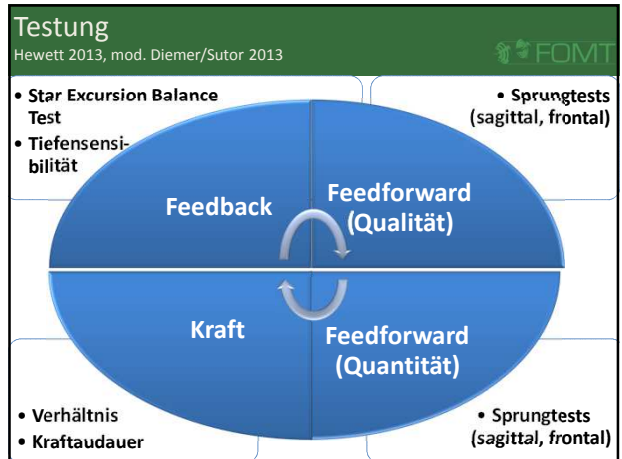 Testung
Hewett 2013, mod. Diemer/Sutor 2013
FOMT
• Star Excursion Balance
Test
• Tiefensensi-
bilität
• Sprungtests
(sagittal, frontal)
Feedback
Feedforward
(Qualität)
Kraft
Feedforward
(Quantität)
• Verhältnis
• Kraftaudauer
• Sprungtests
(sagittal, frontal)